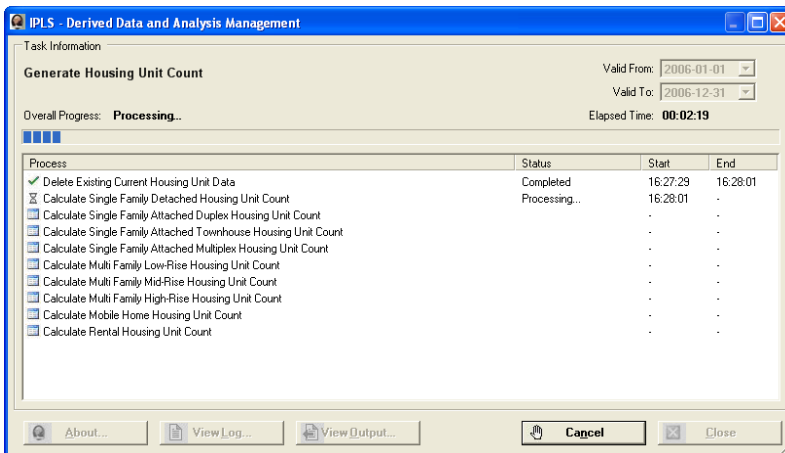 IPLS - Derived Data and Analysis Management
Task Information
Generate Housing Unit Count
Valid From: 2006-01-01
Valid To: 2006-12-31
Overall Progress: Processing...
Elapsed Time: 00:02:19
Process Status Start End
Delete Existing Current Housing Unit Data Completed 16:27:29 16:28:01
Calculate Single Family Detached Housing Unit Count Processing... 16:28:01 -
Calculate Single Family Attached Duplex Housing Unit Count - -
Calculate Single Family Attached Townhouse Housing Unit Count - -
Calculate Single Family Attached Multiplex Housing Unit Count - -
Calculate Multi Family Low-Rise Housing Unit Count - -
Calculate Multi Family Mid-Rise Housing Unit Count - -
Calculate Multi Family High-Rise Housing Unit Count - -
Calculate Mobile Home Housing Unit Count - -
Calculate Rental Housing Unit Count - -
About... View Log... View Output... Cancel Close